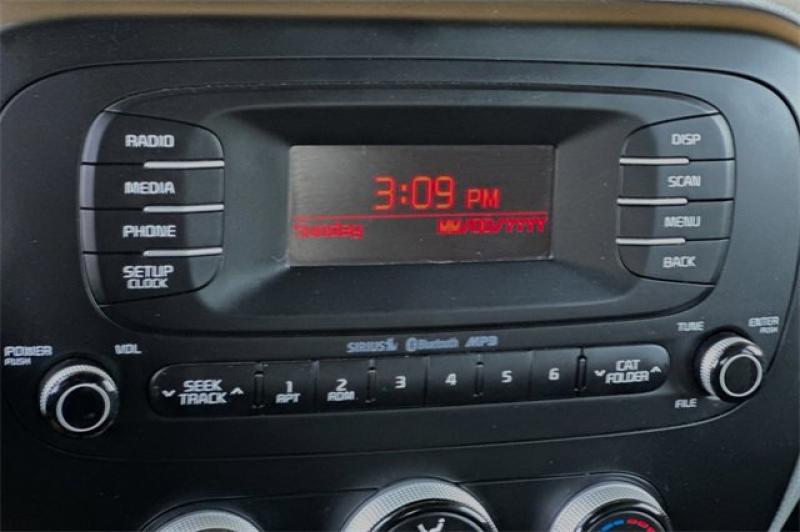 RADIO
MEDIA
PHONE
SETUP
CLOCK
3:09 PM
Sunday MM/DD/YYYY
DISP
SCAN
MENU
BACK
SIRIUS Bluetooth MP3
POWER
PUSH
VOL
SEEK
TRACK
1
RPT
2
RDM
3
4
5
6
CAT
FOLDER
TUNE
FILE
ENTER
PUSH